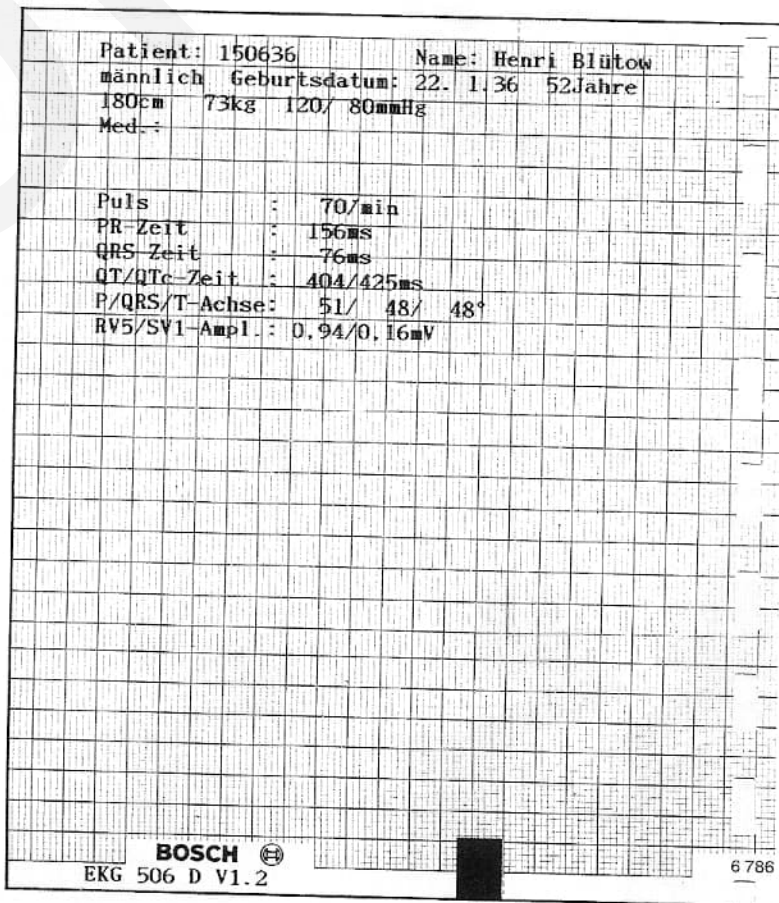 Patient: 150636 Name: Henri Blütow
männlich Geburtsdatum: 22. 1.36 52Jahre
180cm 73kg 120/ 80mmHg
Med.:
Puls : 70/min
PR-Zeit : 156ms
QRS-Zeit : 76ms
QT/QTc-Zeit : 404/425ms
P/QRS/T-Achse: 51/ 48/ 48°
RV5/SV1-Ampl.: 0,94/0,16mV
BOSCH
EKG 506 D V1.2
6 786